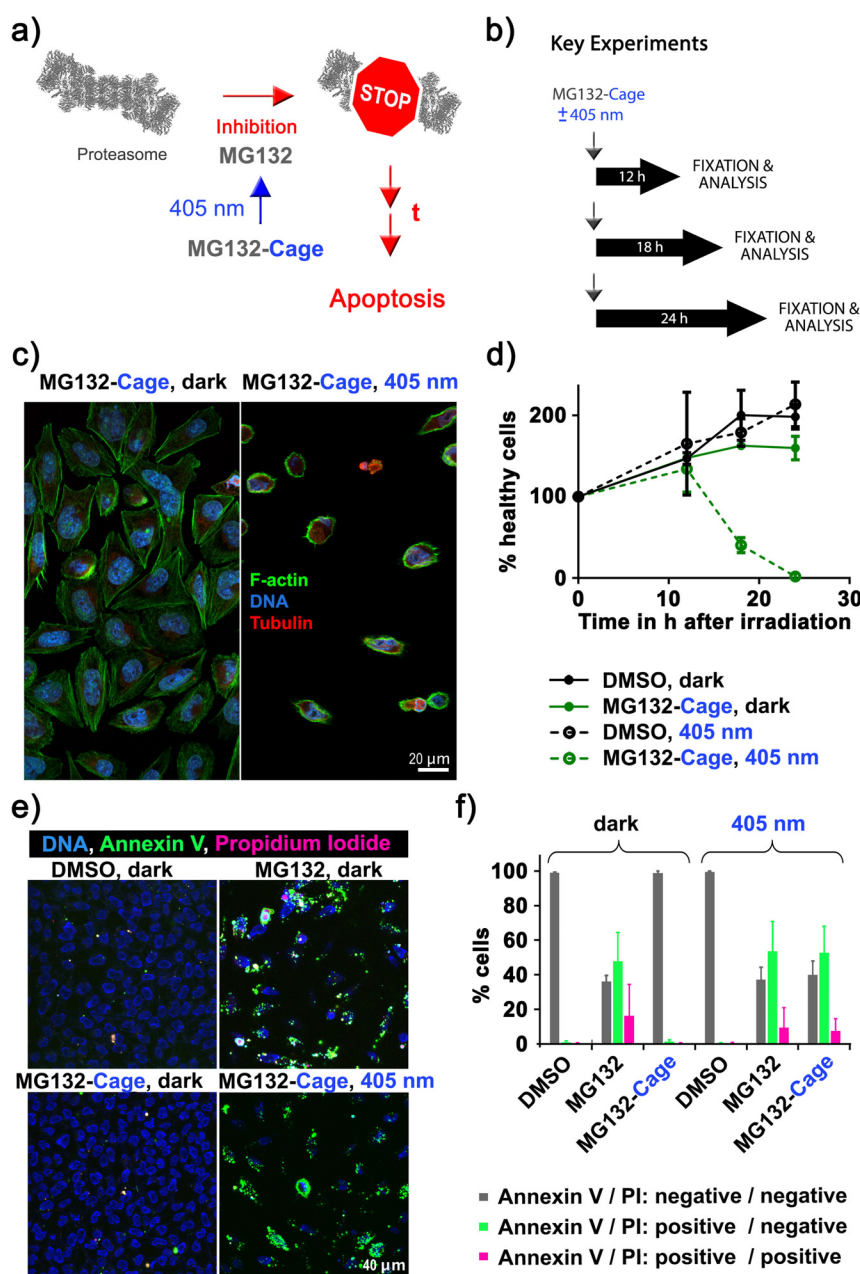 a)
Proteasome
Inhibition
MG132
STOP
405 nm
MG132-Cage
t
Apoptosis
b)
Key Experiments
MG132-Cage
± 405 nm
12 h
FIXATION &
ANALYSIS
18 h
FIXATION &
ANALYSIS
24 h
FIXATION &
ANALYSIS
c)
MG132-Cage, dark
MG132-Cage, 405 nm
F-actin
DNA
Tubulin
20 µm
d)
% healthy cells
200
100
0
0
10
20
30
Time in h after irradiation
DMSO, dark
MG132-Cage, dark
DMSO, 405 nm
MG132-Cage, 405 nm
e)
DNA, Annexin V, Propidium Iodide
DMSO, dark
MG132, dark
MG132-Cage, dark
MG132-Cage, 405 nm
40 µm
f)
dark
405 nm
% cells
100
80
60
40
20
0
DMSO
MG132
MG132-Cage
DMSO
MG132
MG132-Cage
Annexin V / PI: negative / negative
Annexin V / PI: positive / negative
Annexin V / PI: positive / positive